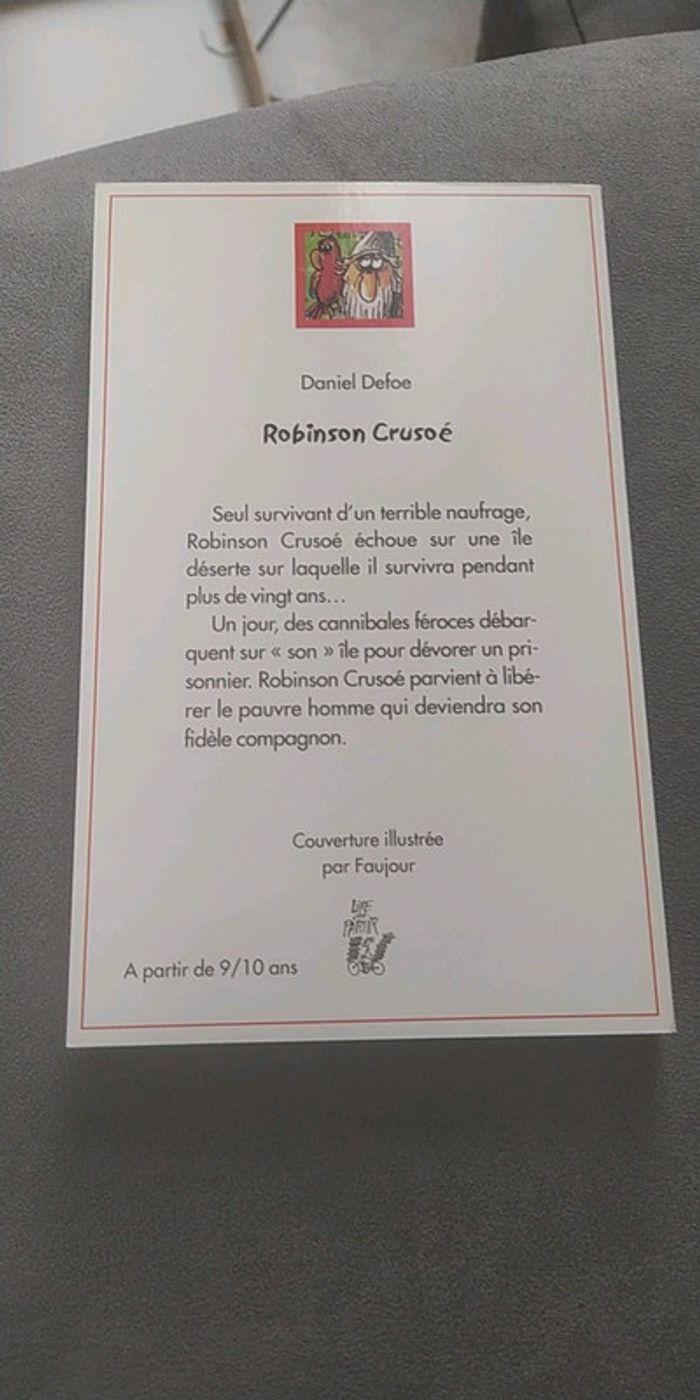 Daniel Defoe
Robinson Crusoé
Seul survivant d'un terrible naufrage,
Robinson Crusoé échoue sur une île
déserte sur laquelle il survivra pendant
plus de vingt ans...
Un jour, des cannibales féroces débar-
quent sur « son » île pour dévorer un pri-
sonnier. Robinson Crusoé parvient à libé-
rer le pauvre homme qui deviendra son
fidèle compagnon.
Couverture illustrée
par Faujour
LIRE
PARTIR
A partir de 9/10 ans